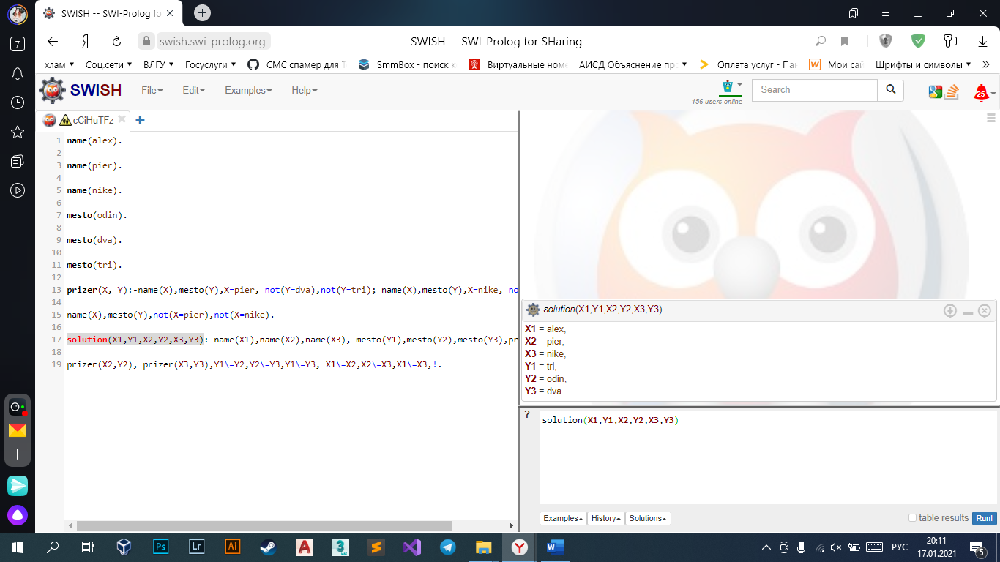 SWISH -- SWI-Prolog fo
7
swish.swi-prolog.org
SWISH -- SWI-Prolog for SHaring
хлам
Соц.сети
ВЛГУ
Госуслуги
СМС спамер для Т
SmmBox - поиск к
Виртуальные номе
АИСД Объяснение пр
Оплата услуг - Па
Мои сай
Шрифты и символы
SWISH
File
Edit
Examples
Help
156 users online
Search
25
cCiHuTFz
1 name(alex).
2
3 name(pier).
4
5 name(nike).
6
7 mesto(odin).
8
9 mesto(dva).
10
11 mesto(tri).
12
13 prizer(X, Y):-name(X),mesto(Y),X=pier, not(Y=dva),not(Y=tri); name(X),mesto(Y),X=nike, no
14
15 name(X),mesto(Y),not(X=pier),not(X=nike).
16
17 solution(X1,Y1,X2,Y2,X3,Y3):-name(X1),name(X2),name(X3), mesto(Y1),mesto(Y2),mesto(Y3),pr
18
19 prizer(X2,Y2), prizer(X3,Y3),Y1\=Y2,Y2\=Y3,Y1\=Y3, X1\=X2,X2\=X3,X1\=X3,!.
solution(X1,Y1,X2,Y2,X3,Y3)
X1 = alex,
X2 = pier,
X3 = nike,
Y1 = tri,
Y2 = odin,
Y3 = dva
?- solution(X1,Y1,X2,Y2,X3,Y3)
Examples
History
Solutions
table results
Run!
Ps
Lr
Ai
РУС
20:11
17.01.2021
5